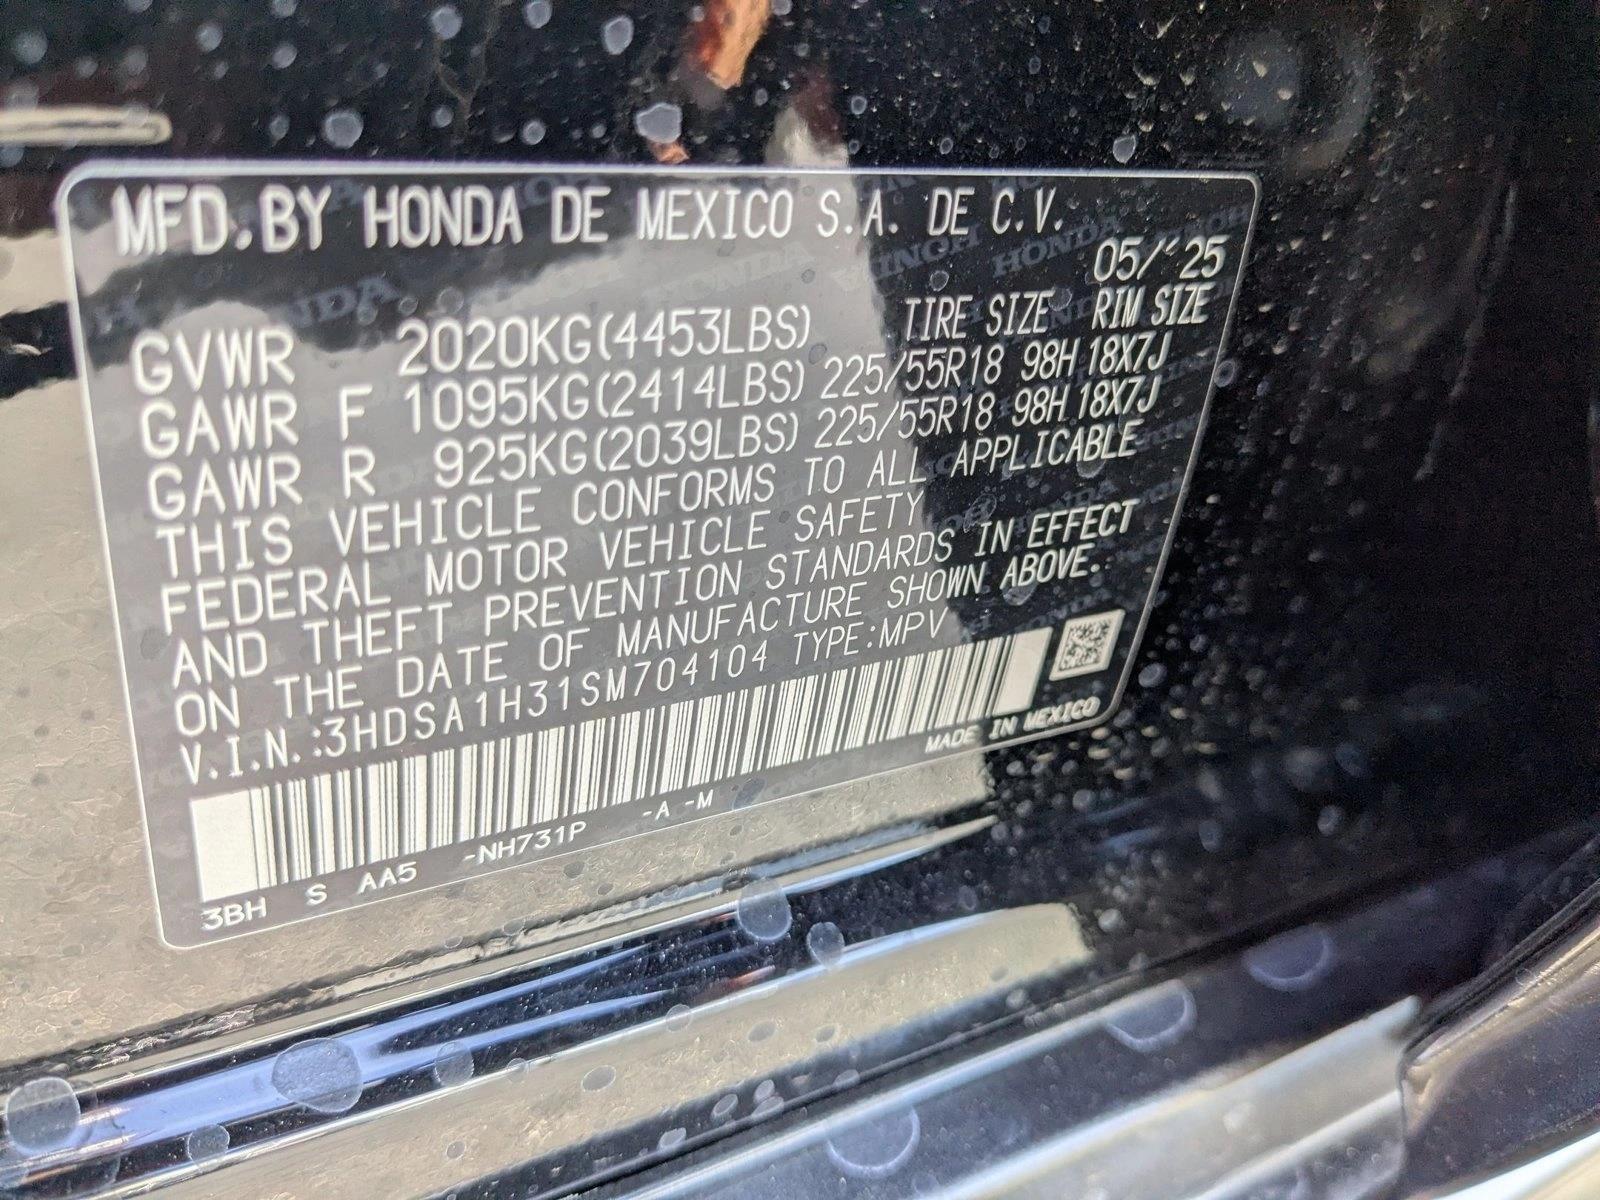 MFD. BY HONDA DE MEXICO S.A. DE C.V.
05/'25
GVWR 2020KG(4453LBS) TIRE SIZE RIM SIZE
GAWR F 1095KG(2414LBS) 225/55R18 98H 18X7J
GAWR R 925KG(2039LBS) 225/55R18 98H 18X7J
THIS VEHICLE CONFORMS TO ALL APPLICABLE
FEDERAL MOTOR VEHICLE SAFETY
AND THEFT PREVENTION STANDARDS IN EFFECT
ON THE DATE OF MANUFACTURE SHOWN ABOVE.
V.I.N.:3HDSA1H31SM704104 TYPE:MPV
MADE IN MEXICO
3BH S AA5 -NH731P -A -M